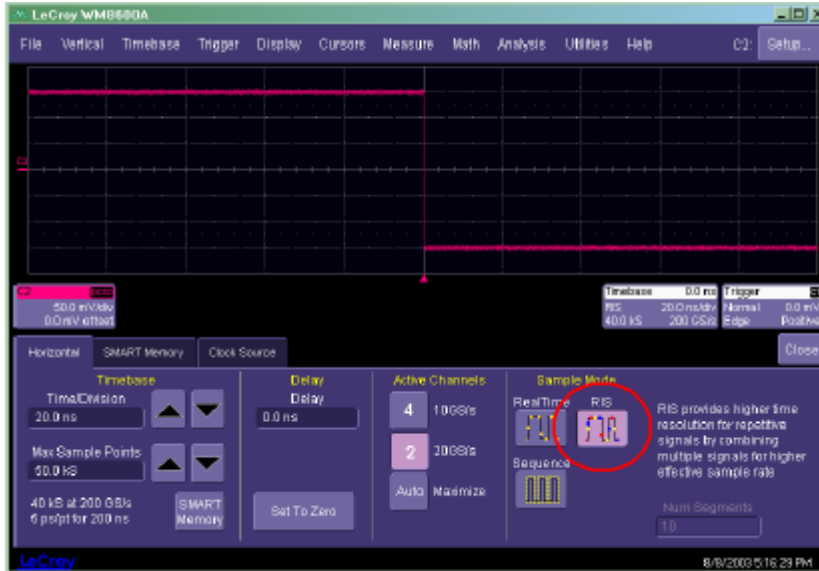 LeCroy WM8600A
File Vertical Timebase Trigger Display Cursors Measure Math Analysis Utilities Help C2: Setup...
C2
C2
50.0 mV/div
0.0 mV offset
Timebase 0.0 ns
RIS 20.0 ns/div
40.0 kS 200 GS/s
Trigger
Normal 0.0 mV
Edge Positive
Horizontal SMART Memory Clock Source Close
Timebase
Time/Division
20.0 ns
Max Sample Points
50.0 kS
40 kS at 200 GS/s
5 ps/pt for 200 ns
SMART Memory
Delay
Delay
0.0 ns
Set To Zero
Active Channels
4 10GS/s
2 20GS/s
Auto Maximize
Sample Mode
RealTime RIS
Sequence
RIS provides higher time
resolution for repetitive
signals by combining
multiple signals for higher
effective sample rate
Num Segments
10
LeCroy
8/8/2003 5:16:29 PM